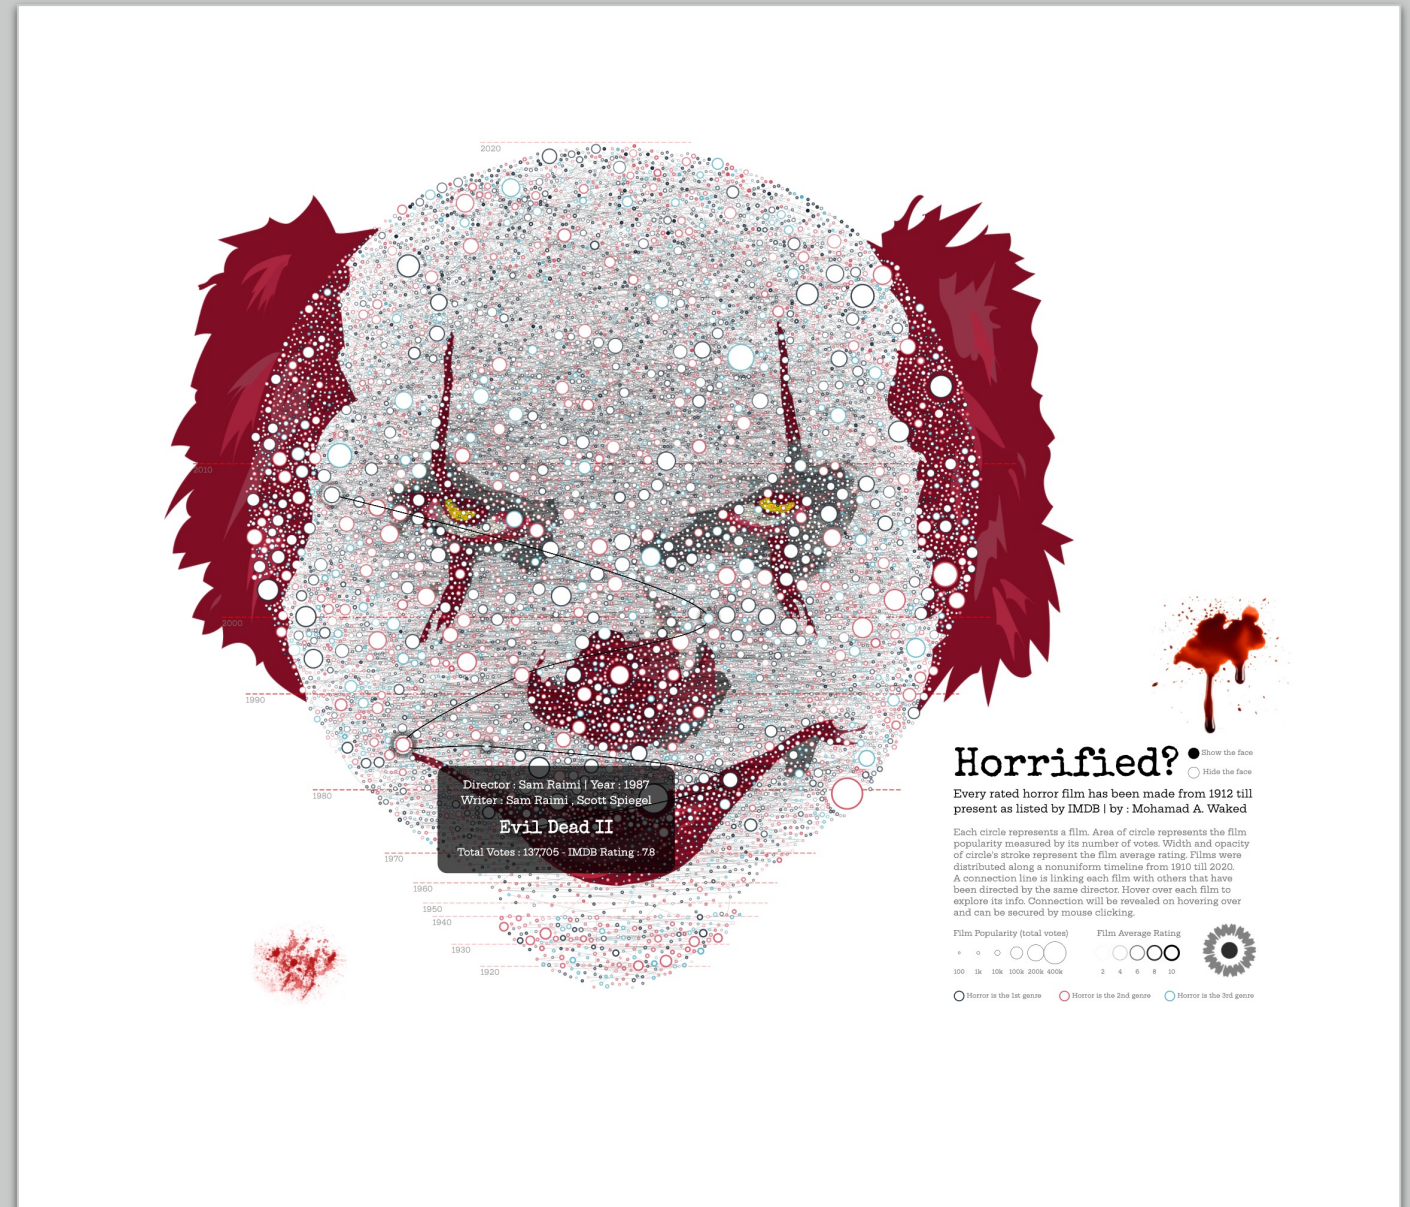 2020
2010
2000
1990
1980
1970
1960
1950
1940
1930
1920
Director : Sam Raimi | Year : 1987
Writer : Sam Raimi , Scott Spiegel
Evil Dead II
Total Votes : 137,705 - IMDB Rating : 7.8
Horrified?
Show the face
Hide the face
Every rated horror film has been made from 1912 till
present as listed by IMDB | by : Mohamad A. Waked
Each circle represents a film. Area of circle represents the film
popularity measured by its number of votes. Width and opacity
of circle's stroke represent the film average rating. Films were
distributed along a nonuniform timeline from 1910 till 2020.
A connection line is linking each film with others that have
been directed by the same director. Hover over each film to
explore its info. Connection will be revealed on hovering over
and can be secured by mouse clicking.
Film Popularity (total votes)
100 1k 10k 100k 200k 400k
Film Average Rating
2 4 6 8 10
Horror is the 1st genre
Horror is the 2nd genre
Horror is the 3rd genre